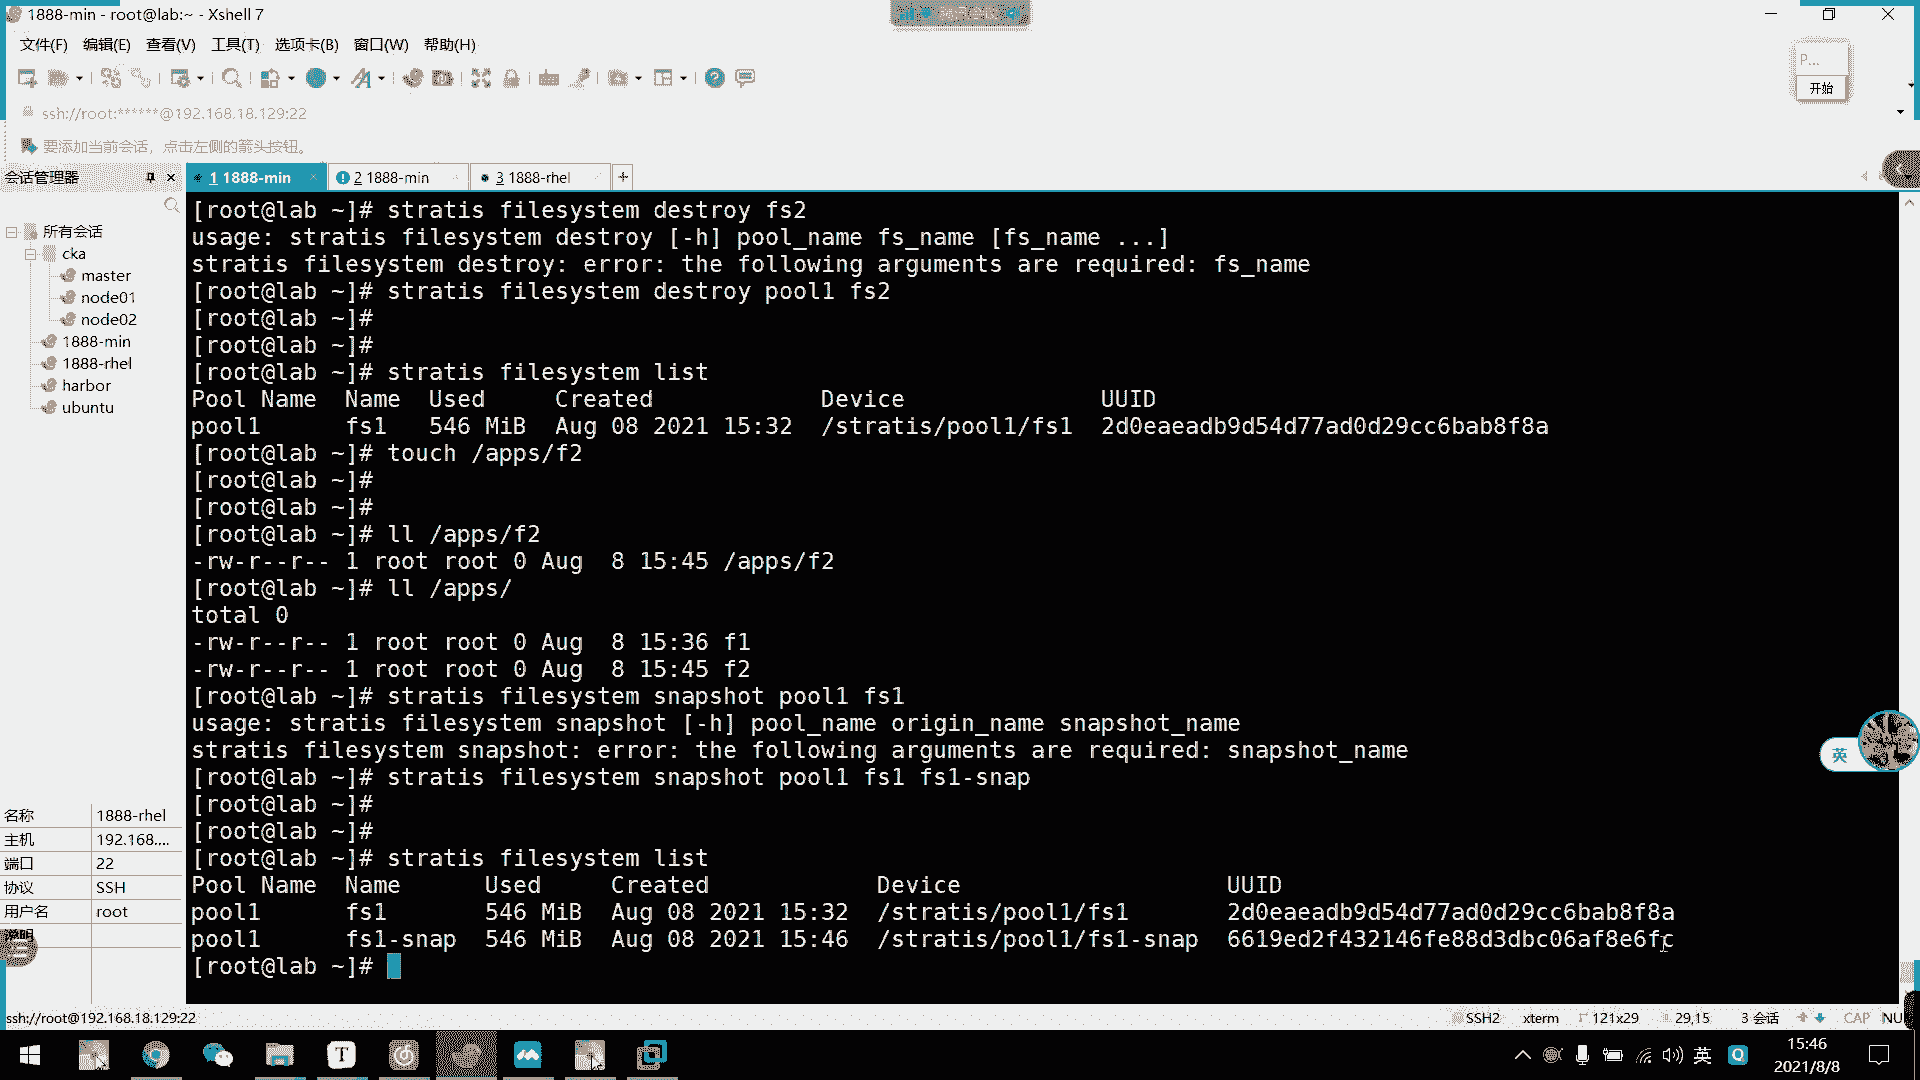 1888-min - root@lab:~ - Xshell 7
文件(F) 编辑(E) 查看(V) 工具(T) 选项卡(B) 窗口(W) 帮助(H)
P...
开始
ssh://root:******@192.168.18.129:22
要添加当前会话，点击左侧的箭头按钮。
会话管理器
1 1888-min
2 1888-min
3 1888-rhel
+
所有会话
cka
master
node01
node02
1888-min
1888-rhel
harbor
ubuntu
[root@lab ~]# stratis filesystem destroy fs2
usage: stratis filesystem destroy [-h] pool_name fs_name [fs_name ...]
stratis filesystem destroy: error: the following arguments are required: fs_name
[root@lab ~]# stratis filesystem destroy pool1 fs2
[root@lab ~]#
[root@lab ~]#
[root@lab ~]# stratis filesystem list
Pool Name  Name  Used     Created            Device              UUID
pool1      fs1   546 MiB  Aug 08 2021 15:32  /stratis/pool1/fs1  2d0eaeadb9d54d77ad0d29cc6bab8f8a
[root@lab ~]# touch /apps/f2
[root@lab ~]#
[root@lab ~]#
[root@lab ~]# ll /apps/f2
-rw-r--r-- 1 root root 0 Aug  8 15:45 /apps/f2
[root@lab ~]# ll /apps/
total 0
-rw-r--r-- 1 root root 0 Aug  8 15:36 f1
-rw-r--r-- 1 root root 0 Aug  8 15:45 f2
[root@lab ~]# stratis filesystem snapshot pool1 fs1
usage: stratis filesystem snapshot [-h] pool_name origin_name snapshot_name
stratis filesystem snapshot: error: the following arguments are required: snapshot_name
[root@lab ~]# stratis filesystem snapshot pool1 fs1 fs1-snap
[root@lab ~]#
[root@lab ~]#
[root@lab ~]# stratis filesystem list
Pool Name  Name      Used     Created            Device                   UUID
pool1      fs1       546 MiB  Aug 08 2021 15:32  /stratis/pool1/fs1       2d0eaeadb9d54d77ad0d29cc6bab8f8a
pool1      fs1-snap  546 MiB  Aug 08 2021 15:46  /stratis/pool1/fs1-snap  6619ed2f432146fe88d3dbc06af8e6fc
[root@lab ~]#
英
名称 1888-rhel
主机 192.168....
端口 22
协议 SSH
用户名 root
说明
ssh://root@192.168.18.129:22
SSH2 xterm 121x29 29,15 3 会话 CAP NU
英
15:46
2021/8/8